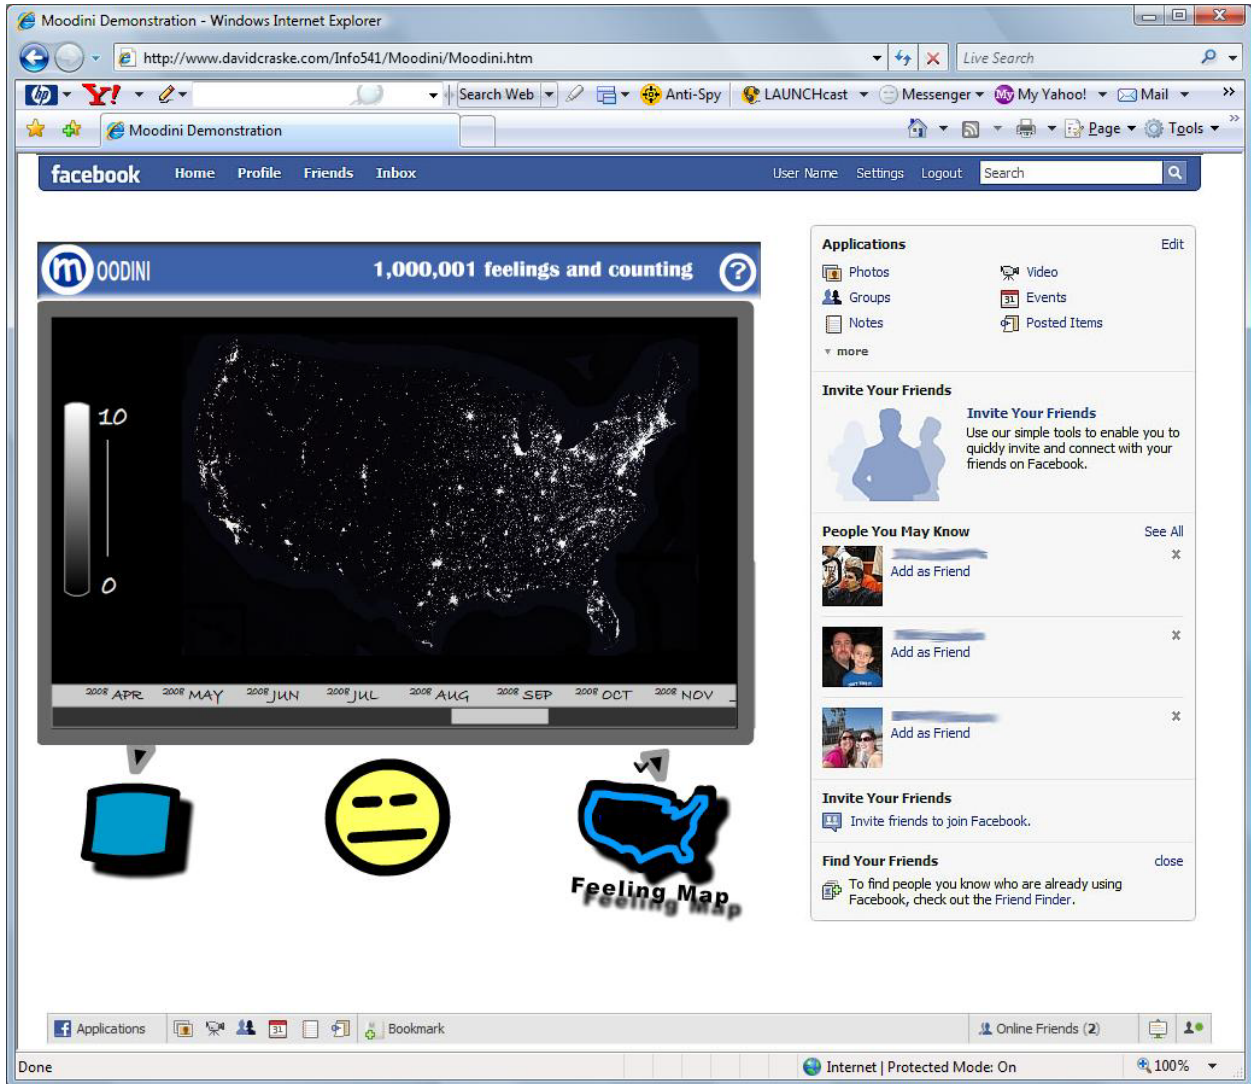 Moodini Demonstration - Windows Internet Explorer
http://www.davidcraske.com/Info541/Moodini/Moodini.htm
Live Search
hp Y! Search Web Anti-Spy LAUNCHcast Messenger My My Yahoo! Mail »
Moodini Demonstration
Page Tools »
facebook Home Profile Friends Inbox User Name Settings Logout Search
mOODINI 1,000,001 feelings and counting ?
10
0
2008 APR 2008 MAY 2008 JUN 2008 JUL 2008 AUG 2008 SEP 2008 OCT 2008 NOV
Feeling Map
Applications Edit
Photos Video
Groups 31 Events
Notes Posted Items
more
Invite Your Friends
Invite Your Friends
Use our simple tools to enable you to
quickly invite and connect with your
friends on Facebook.
People You May Know See All
Add as Friend
Add as Friend
Add as Friend
Invite Your Friends
Invite friends to join Facebook.
Find Your Friends close
To find people you know who are already using
Facebook, check out the Friend Finder.
f Applications 31 Bookmark Online Friends (2)
Done Internet | Protected Mode: On 100%